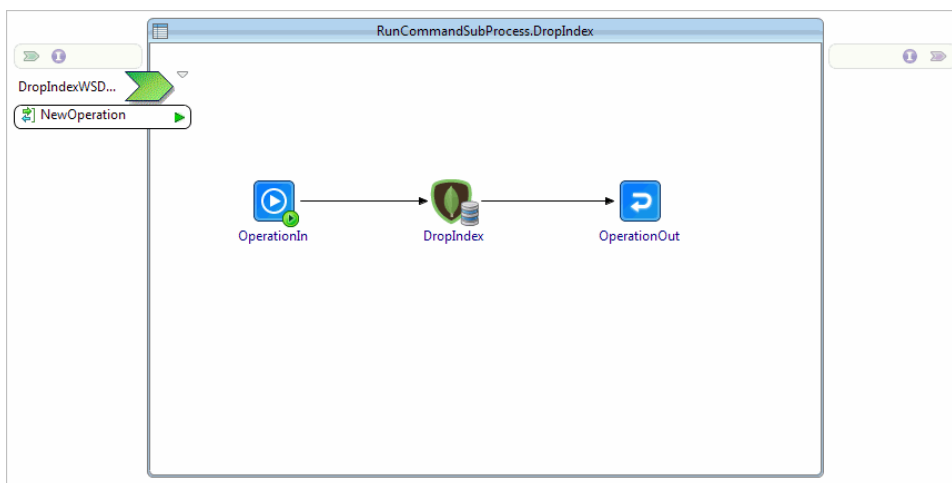 RunCommandSubProcess.DropIndex
DropIndexWSD...
NewOperation
OperationIn
DropIndex
OperationOut